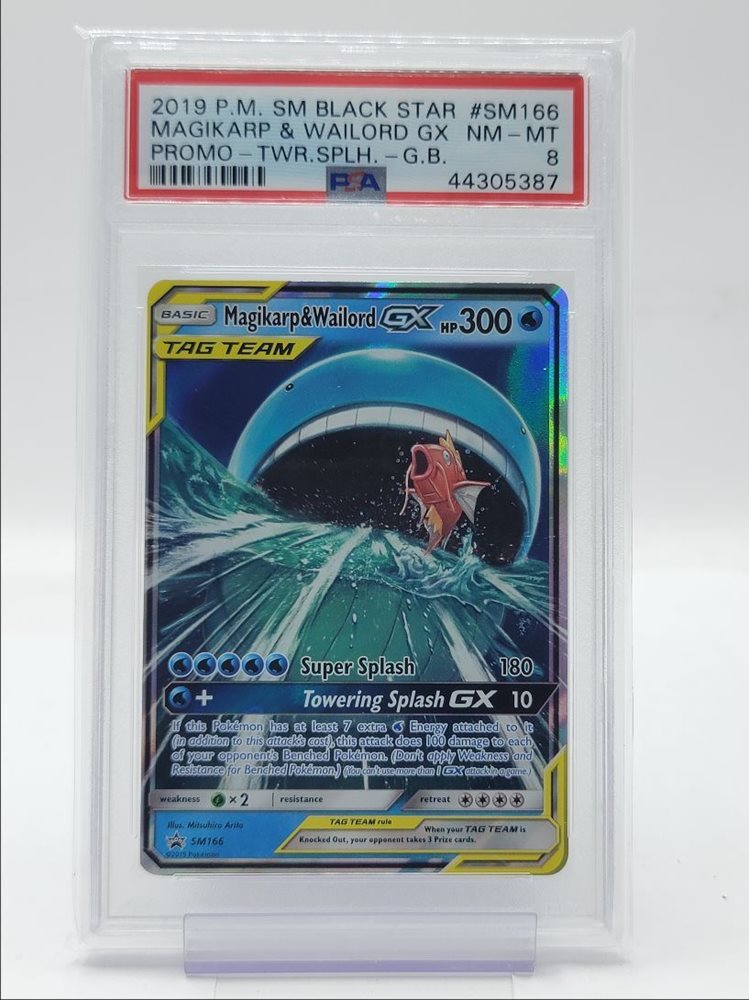 2019 P.M. SM BLACK STAR #SM166
MAGIKARP & WAILORD GX NM-MT
PROMO-TWR.SPLH.-G.B. 8
PSA 44305387
BASIC Magikarp&Wailord GX HP300
TAG TEAM
Super Splash 180
+ Towering Splash GX 10
If this Pokémon has at least 7 extra Energy attached to it
(in addition to this attack's cost), this attack does 100 damage to each
of your opponent's Benched Pokémon. (Don't apply Weakness and
Resistance for Benched Pokémon.) (You can't use more than 1 GX attack in a game.)
weakness ×2 resistance retreat
Illus. Mitsuhiro Arita TAG TEAM rule When your TAG TEAM is
SM166 Knocked Out, your opponent takes 3 Prize cards.
©2019 Pokémon